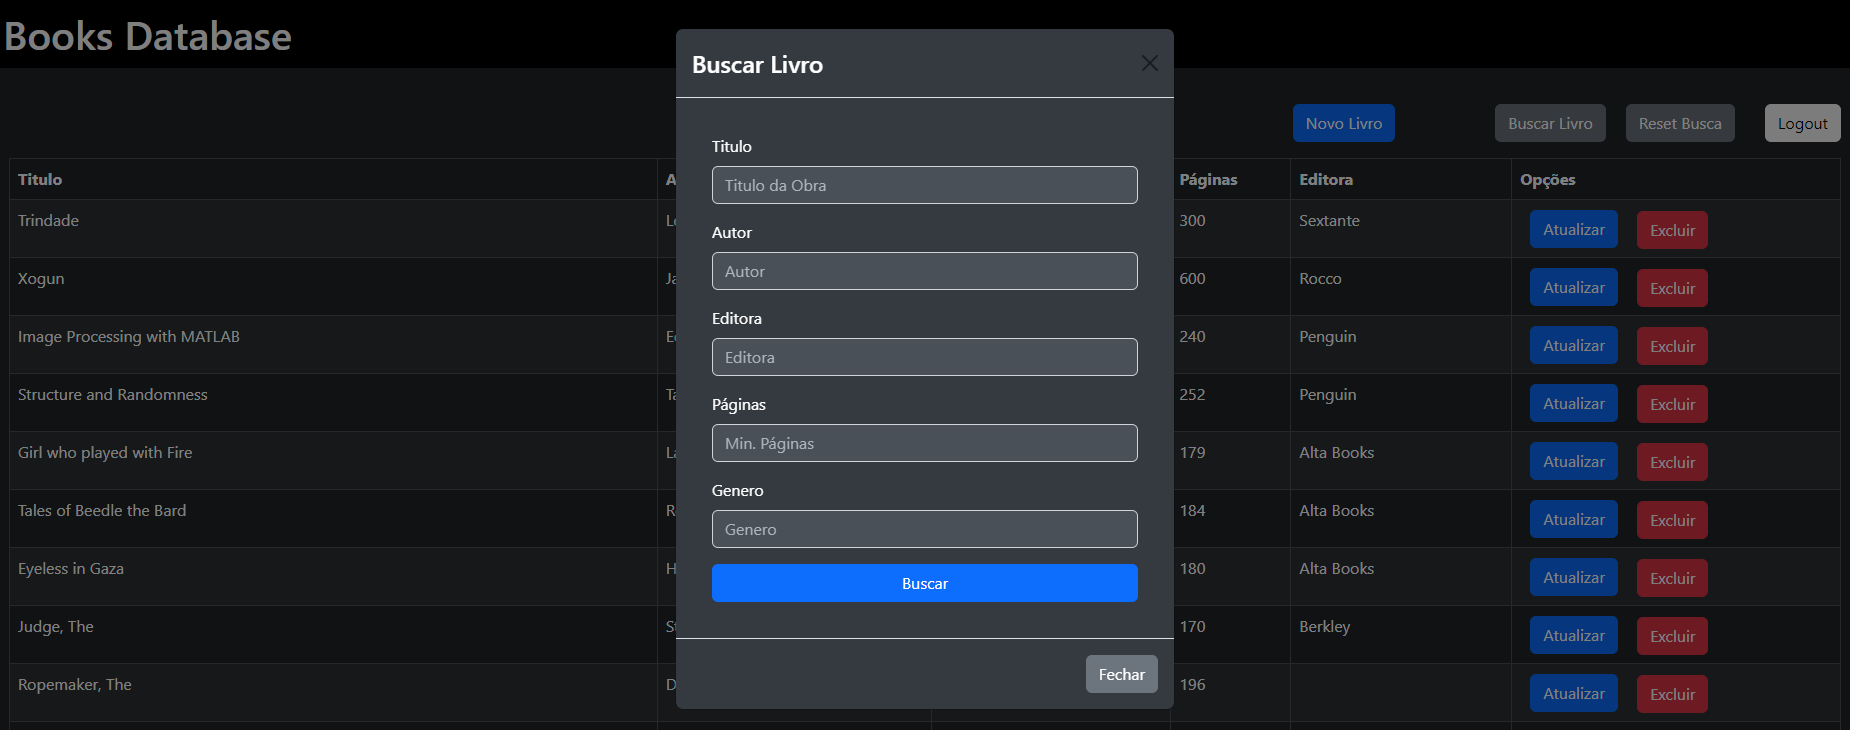 Books Database
Buscar Livro
Novo Livro
Buscar Livro
Reset Busca
Logout
Titulo
Titulo da Obra
Autor
Autor
Editora
Editora
Páginas
Min. Páginas
Genero
Genero
Buscar
Fechar
Titulo Páginas Editora Opções
Trindade 300 Sextante Atualizar Excluir
Xogun 600 Rocco Atualizar Excluir
Image Processing with MATLAB 240 Penguin Atualizar Excluir
Structure and Randomness 252 Penguin Atualizar Excluir
Girl who played with Fire 179 Alta Books Atualizar Excluir
Tales of Beedle the Bard 184 Alta Books Atualizar Excluir
Eyeless in Gaza 180 Alta Books Atualizar Excluir
Judge, The 170 Berkley Atualizar Excluir
Ropemaker, The 196 Atualizar Excluir